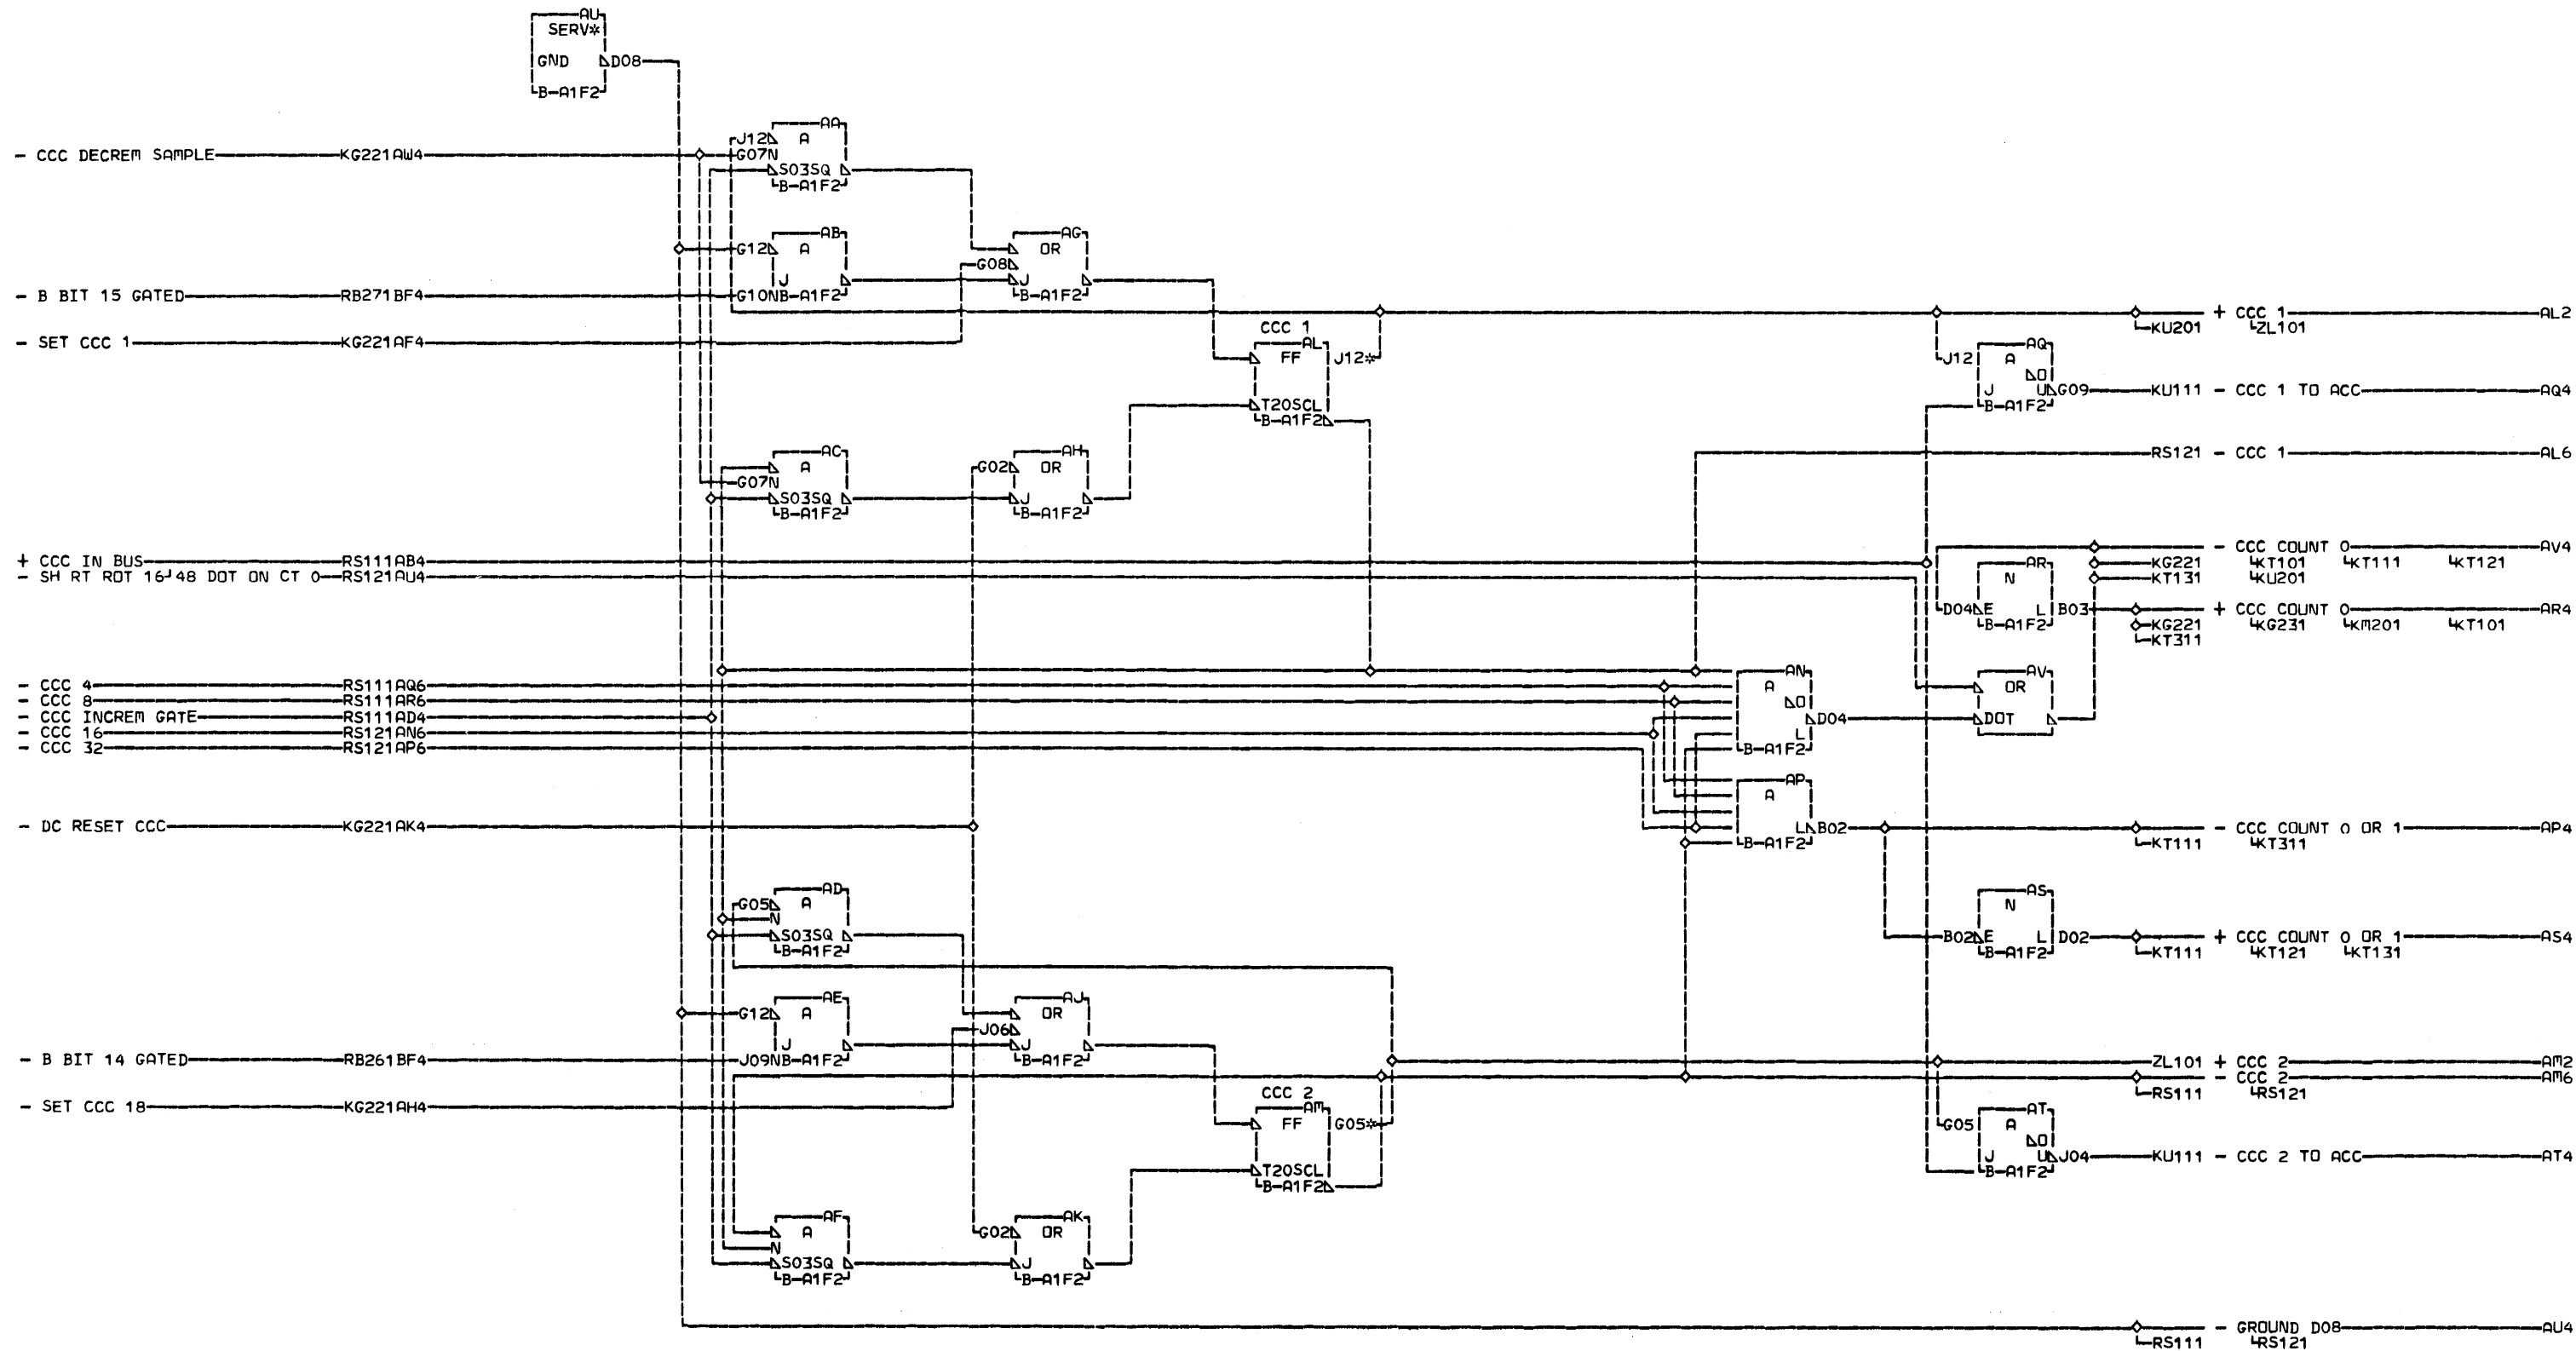 AU
SERV*
GND D08
B-A1F2
AA
J12 A
- CCC DECREM SAMPLE KG221AW4 G07N
S03SQ
B-A1F2
AB AG
G12 A OR
G08
J J
- B BIT 15 GATED RB271BF4 G10NB-A1F2 B-A1F2
+ CCC 1 AL2
CCC 1 KU201 ZL101
- SET CCC 1 KG221AF4 AL AQ
FF J12* J12 A
DO
J U G09 KU111 - CCC 1 TO ACC AQ4
T20SCL B-A1F2
B-A1F2
AC AH RS121 - CCC 1 AL6
A G02 OR
G07N
S03SQ J
B-A1F2 B-A1F2
- CCC COUNT 0 AV4
+ CCC IN BUS RS111AB4 AR KG221 KT101 KT111 KT121
- SH RT ROT 16 48 DOT ON CT 0 RS121AU4 N KT131 KU201
D04 E L B03 + CCC COUNT 0 AR4
B-A1F2 KG221 KG231 KM201 KT101
KT311
AN AV
- CCC 4 RS111AQ6 A OR
- CCC 8 RS111AR6 DO
- CCC INCREM GATE RS111AD4 D04 DOT
- CCC 16 RS121AN6 L
- CCC 32 RS121AP6 B-A1F2
AP
A
- DC RESET CCC KG221AK4 L B02 - CCC COUNT 0 OR 1 AP4
B-A1F2 KT111 KT311
AD AS
G05 A N
N
S03SQ B02 E L D02 + CCC COUNT 0 OR 1 AS4
B-A1F2 B-A1F2 KT111 KT121 KT131
AE AJ
G12 A OR
J06
J J
- B BIT 14 GATED RB261BF4 J09NB-A1F2 B-A1F2 ZL101 + CCC 2 AM2
- CCC 2 AM6
CCC 2 RS111 RS121
- SET CCC 18 KG221AH4 AM AT
FF G05* G05 A
DO
J U J04 KU111 - CCC 2 TO ACC AT4
T20SCL B-A1F2
B-A1F2
AF AK
A G02 OR
N
S03SQ J
B-A1F2 B-A1F2
- GROUND D08 AU4
RS111 RS121